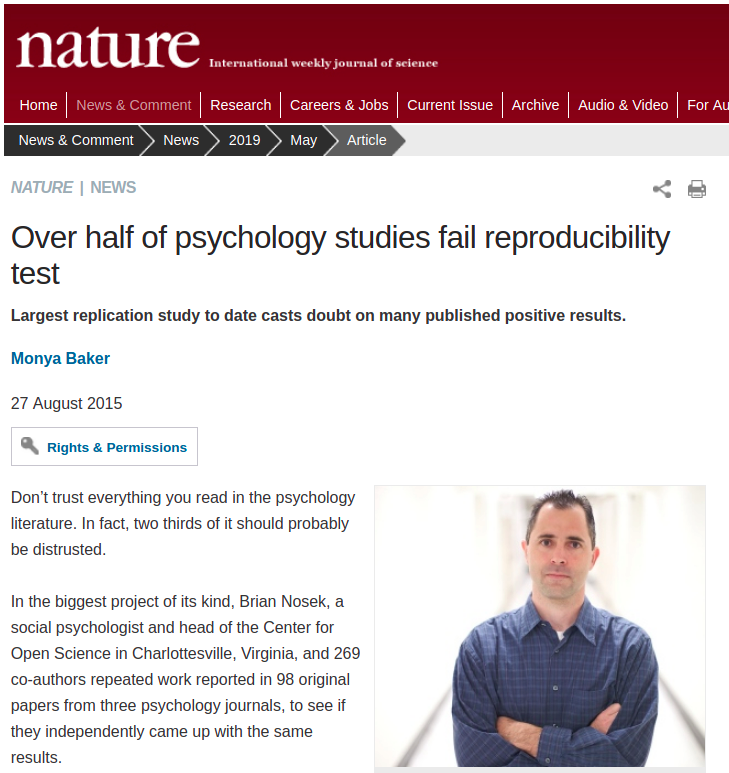 nature International weekly journal of science
Home News & Comment Research Careers & Jobs Current Issue Archive Audio & Video For Au
News & Comment News 2019 May Article
NATURE | NEWS
Over half of psychology studies fail reproducibility
test
Largest replication study to date casts doubt on many published positive results.
Monya Baker
27 August 2015
Rights & Permissions
Don’t trust everything you read in the psychology
literature. In fact, two thirds of it should probably
be distrusted.
In the biggest project of its kind, Brian Nosek, a
social psychologist and head of the Center for
Open Science in Charlottesville, Virginia, and 269
co-authors repeated work reported in 98 original
papers from three psychology journals, to see if
they independently came up with the same
results.